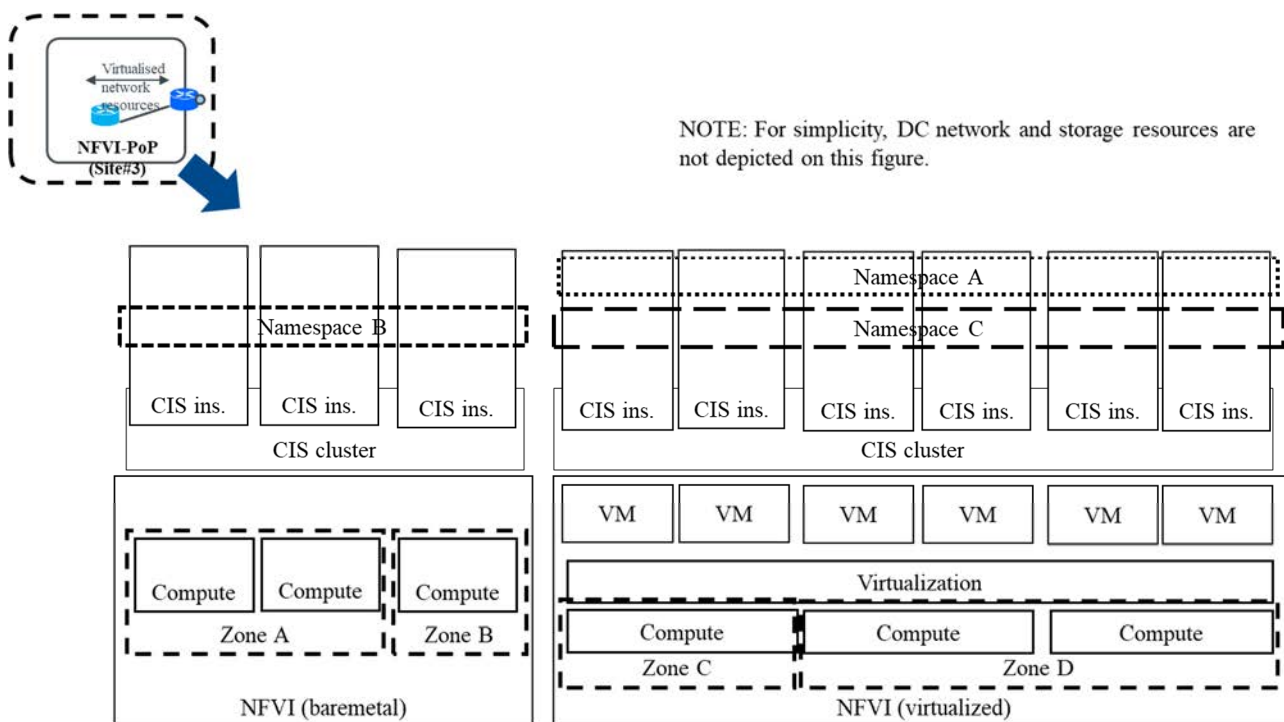 Virtualised
network
resources
NFVI-PoP
(Site#3)
NOTE: For simplicity, DC network and storage resources are
not depicted on this figure.
Namespace A
Namespace B
Namespace C
CIS ins. CIS ins. CIS ins. CIS ins. CIS ins. CIS ins. CIS ins. CIS ins. CIS ins.
CIS cluster CIS cluster
VM VM VM VM VM VM
Compute Compute Compute
Virtualization
Zone A Zone B
Compute Compute Compute
Zone C Zone D
NFVI (baremetal) NFVI (virtualized)